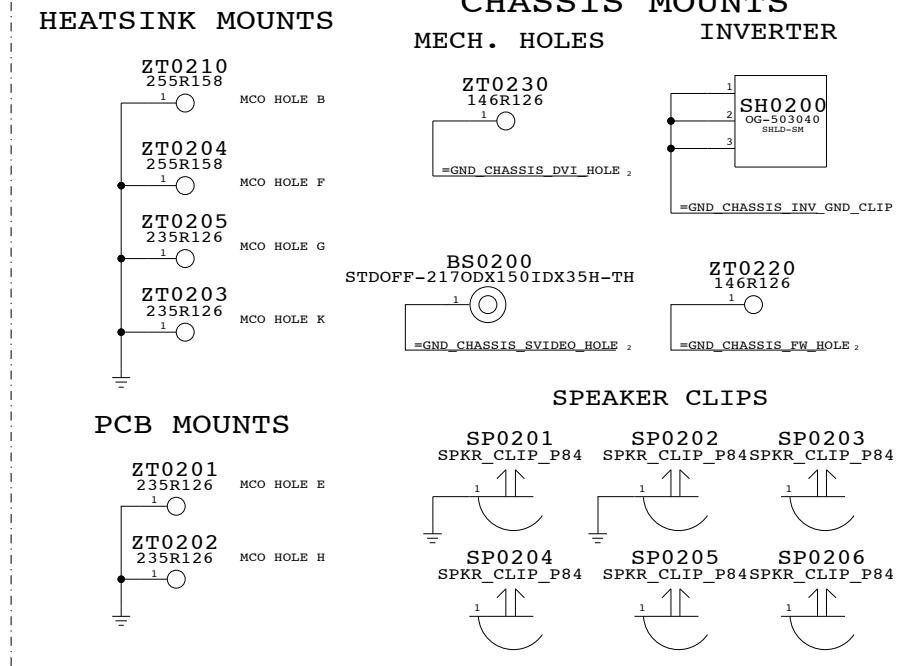 HEATSINK MOUNTS
ZT0210
255R158
1
MCO HOLE B
ZT0204
255R158
1
MCO HOLE F
ZT0205
235R126
1
MCO HOLE G
ZT0203
235R126
1
MCO HOLE K
PCB MOUNTS
ZT0201
235R126
1
MCO HOLE E
ZT0202
235R126
1
MCO HOLE H
CHASSIS MOUNTS
MECH. HOLES
ZT0230
146R126
1
=GND_CHASSIS_DVI_HOLE 2
INVERTER
1
2
3
SH0200
OG-503040
SHLD-SM
=GND_CHASSIS_INV_GND_CLIP
BS0200
STDOFF-217ODX150IDX35H-TH
1
=GND_CHASSIS_SVIDEO_HOLE 2
ZT0220
146R126
1
=GND_CHASSIS_FW_HOLE 2
SPEAKER CLIPS
SP0201
SPKR_CLIP_P84
1
SP0202
SPKR_CLIP_P84
1
SP0203
SPKR_CLIP_P84
1
SP0204
SPKR_CLIP_P84
1
SP0205
SPKR_CLIP_P84
1
SP0206
SPKR_CLIP_P84
1